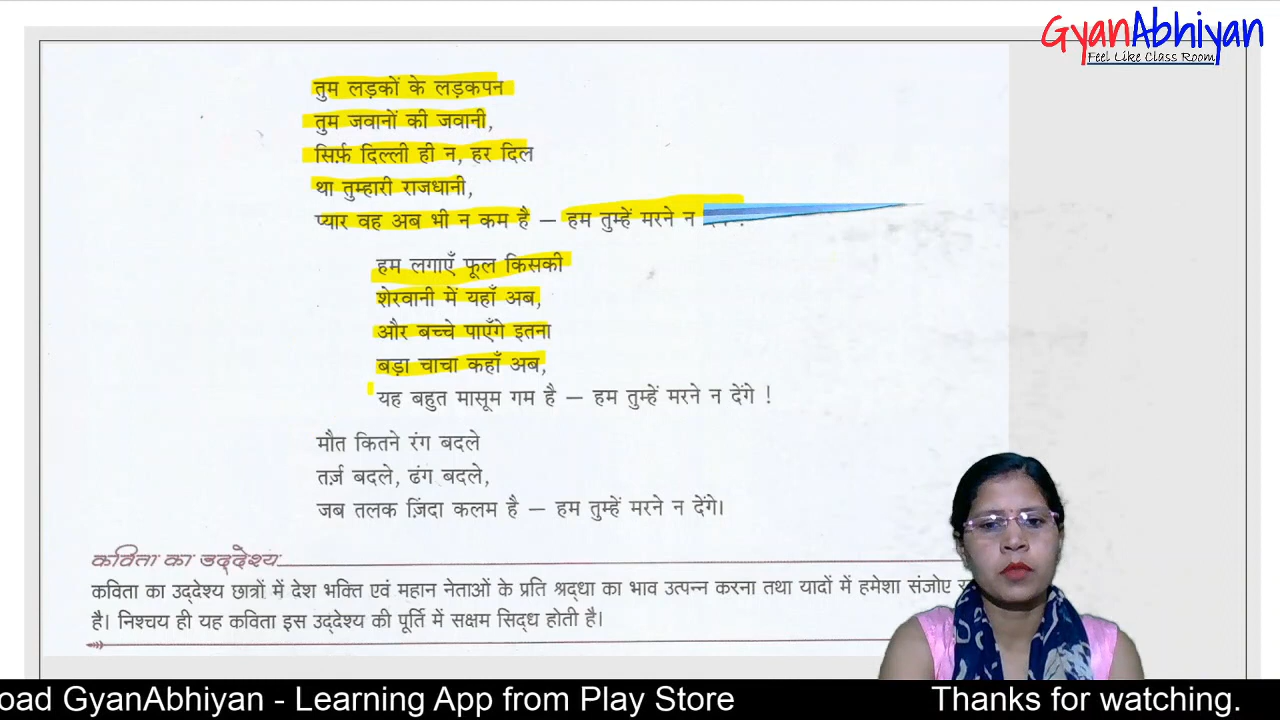 GyanAbhiyan
Feel Like Class Room
तुम लड़कों के लड़कपन
तुम जवानों की जवानी,
सिर्फ़ दिल्ली ही न, हर दिल
था तुम्हारी राजधानी,
प्यार वह अब भी न कम है – हम तुम्हें मरने न
हम लगाएँ फूल किसकी
शेरवानी में यहाँ अब,
और बच्चे पाएँगे इतना
बड़ा चाचा कहाँ अब,
यह बहुत मासूम गम है – हम तुम्हें मरने न देंगे !
मौत कितने रंग बदले
तर्ज़ बदले, ढंग बदले,
जब तलक ज़िंदा कलम है – हम तुम्हें मरने न देंगे।
कविता का उद्देश्य
कविता का उद्देश्य छात्रों में देश भक्ति एवं महान नेताओं के प्रति श्रद्धा का भाव उत्पन्न करना तथा यादों में हमेशा संजोए
है। निश्चय ही यह कविता इस उद्देश्य की पूर्ति में सक्षम सिद्ध होती है।
oad GyanAbhiyan - Learning App from Play Store
Thanks for watching.